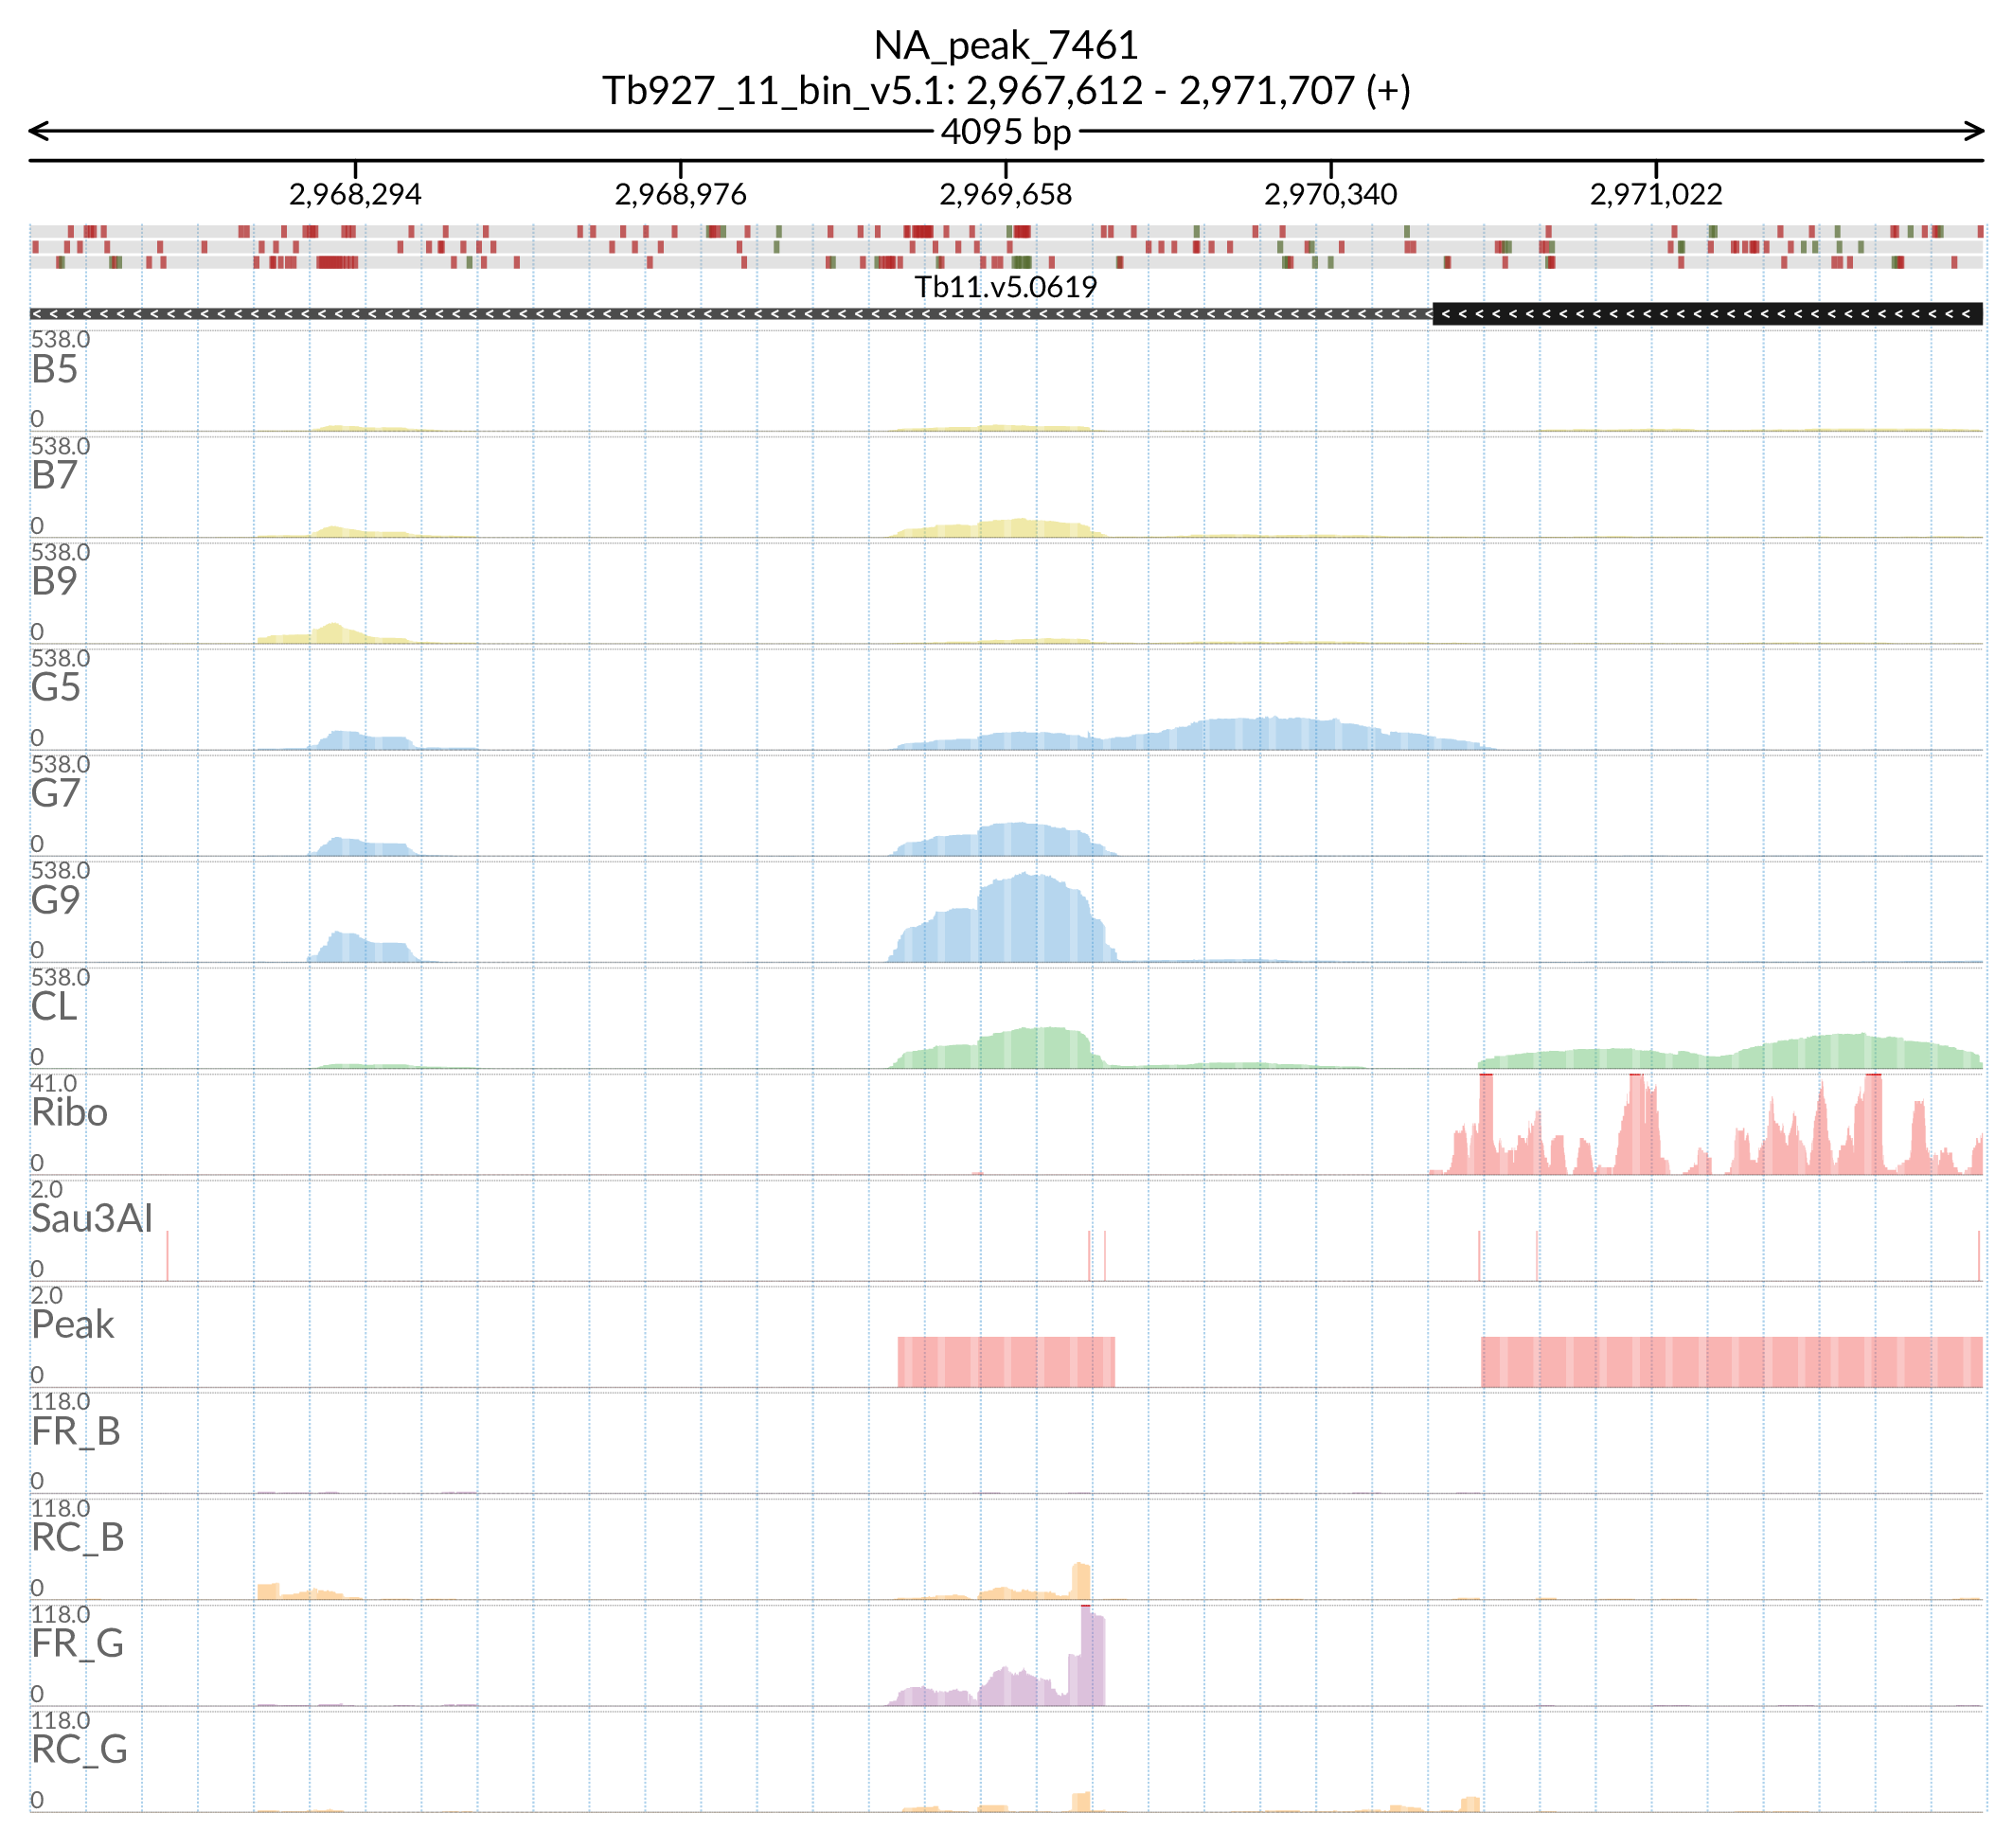 NA_peak_7461
Tb927_11_bin_v5.1: 2,967,612 - 2,971,707 (+)
4095 bp
2,968,294 2,968,976 2,969,658 2,970,340 2,971,022
Tb11.v5.0619
538.0
B5
0
538.0
B7
0
538.0
B9
0
538.0
G5
0
538.0
G7
0
538.0
G9
0
538.0
CL
0
41.0
Ribo
0
2.0
Sau3AI
0
2.0
Peak
0
118.0
FR_B
0
118.0
RC_B
0
118.0
FR_G
0
118.0
RC_G
0